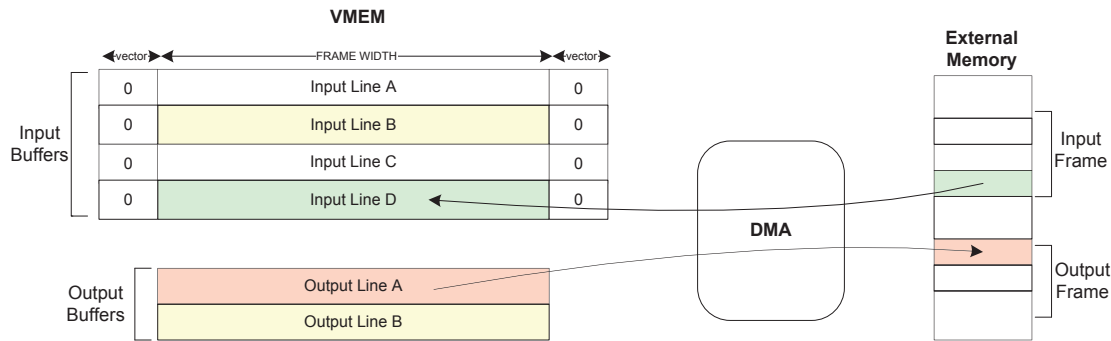 VMEM
External
Memory
vector FRAME WIDTH vector
0 Input Line A 0
0 Input Line B 0
0 Input Line C 0
0 Input Line D 0
Input
Buffers
DMA
Input
Frame
Output Line A
Output Line B
Output
Buffers
Output
Frame